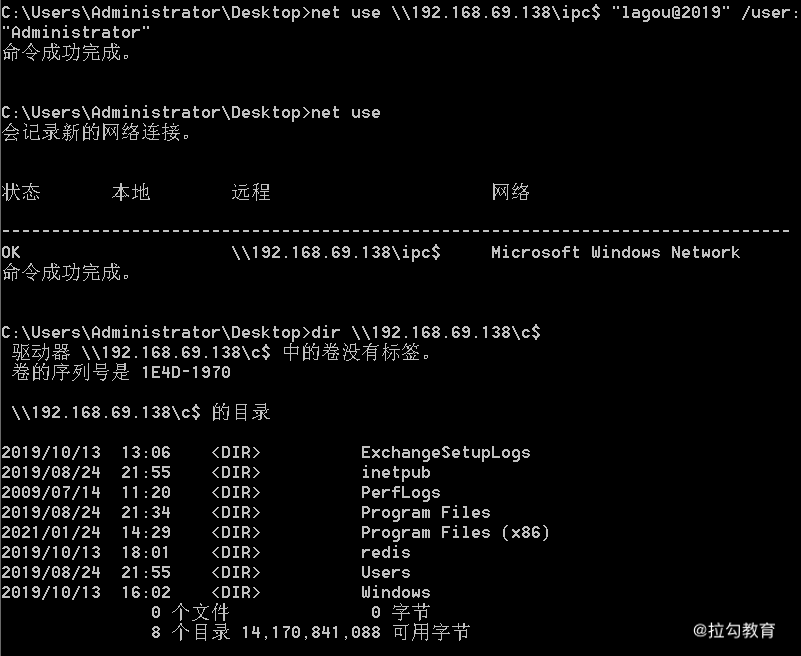 C:\Users\Administrator\Desktop>net use \\192.168.69.138\ipc$ "lagou@2019" /user:
"Administrator"
命令成功完成。
C:\Users\Administrator\Desktop>net use
会记录新的网络连接。
状态 本地 远程 网络
-------------------------------------------------------------------------------
OK \\192.168.69.138\ipc$ Microsoft Windows Network
命令成功完成。
C:\Users\Administrator\Desktop>dir \\192.168.69.138\c$
驱动器 \\192.168.69.138\c$ 中的卷没有标签。
卷的序列号是 1E4D-1970
\\192.168.69.138\c$ 的目录
2019/10/13 13:06 <DIR> ExchangeSetupLogs
2019/08/24 21:55 <DIR> inetpub
2009/07/14 11:20 <DIR> PerfLogs
2019/08/24 21:34 <DIR> Program Files
2021/01/24 14:29 <DIR> Program Files (x86)
2019/10/13 18:01 <DIR> redis
2019/08/24 21:55 <DIR> Users
2019/10/13 16:02 <DIR> Windows
0 个文件 0 字节
8 个目录 14,170,841,088 可用字节
@拉勾教育